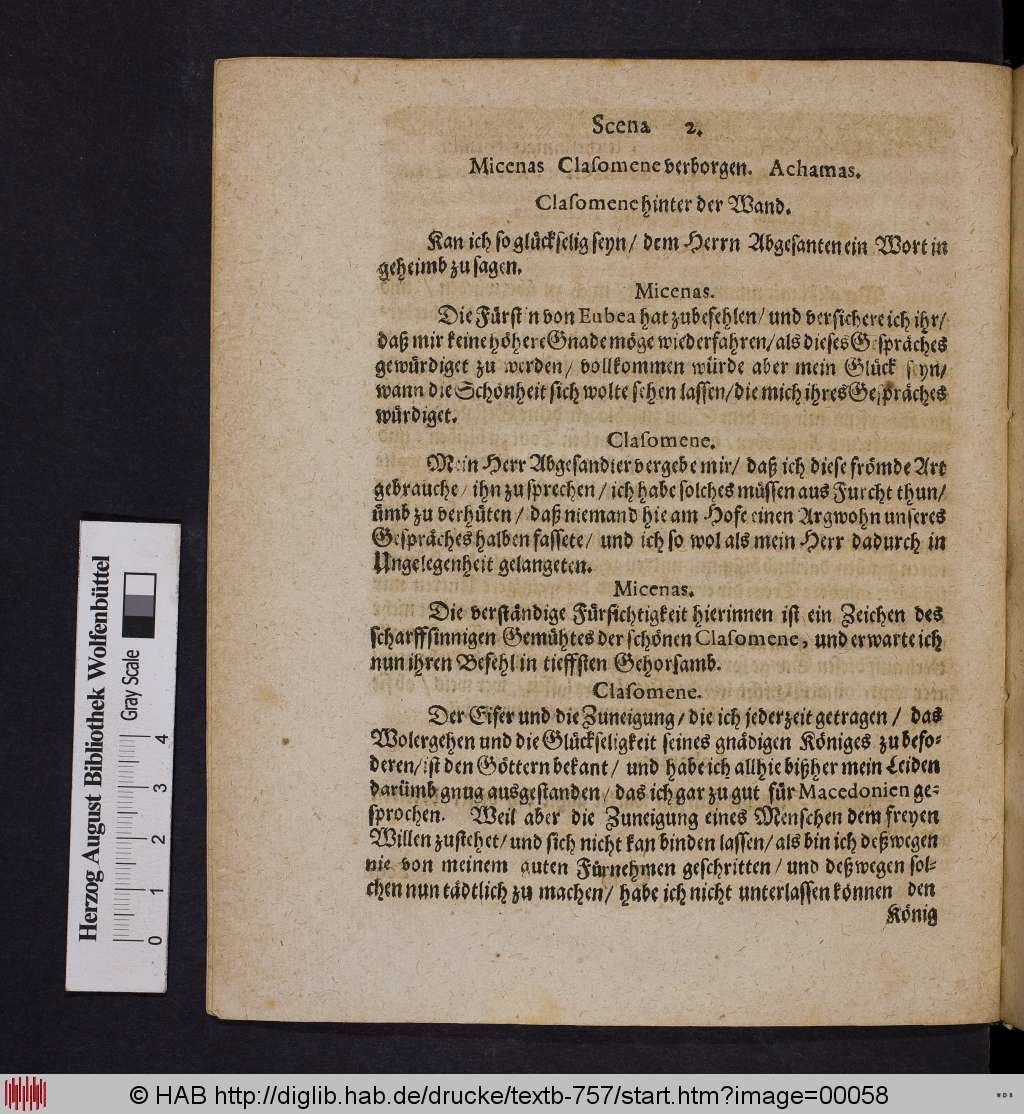 Scena 2.
Micenas Claſomene verborgen. Achamas.
Claſomene hinter der Wand.
Kan ich ſo glückſelig ſeyn/ dem Herrn Abgeſanten ein Wort in
geheimb zu ſagen.
Micenas.
Die Fürſtin von Eubea hat zubefehlen/ und verſichere ich ihr/
daß mir keine höhere Gnade möge wiederfahren/ als dieſes Geſpräches
gewürdiget zu werden/ vollkommen würde aber mein Glück ſeyn/
wann die Schönheit ſich wolte ſehen laſſen/ die mich ihres Geſpräches
würdiget.
Claſomene.
Mein Herr Abgeſandter vergebe mir/ daß ich dieſe frömde Art
gebrauche/ ihn zu ſprechen/ ich habe ſolches müſſen aus Furcht thun/
ümb zu verhüten/ daß niemand hie am Hofe einen Argwohn unſeres
Geſpräches halben faſſete/ und ich ſo wol als mein Herr dadurch in
Ungelegenheit gelangeten.
Micenas.
Die verſtändige Fürſichtigkeit hierinnen iſt ein Zeichen des
ſcharffſinnigen Gemühtes der ſchönen Claſomene, und erwarte ich
nun ihren Befehl in tieffſten Gehorſamb.
Claſomene.
Der Eifer und die Zuneigung/ die ich jederzeit getragen/ das
Wolergehen und die Glückſeligkeit ſeines gnädigen Königes zu befo-
deren/ iſt den Göttern bekant/ und habe ich allhie bißher mein Leiden
darümb gnug ausgeſtanden/ das ich gar zu gut für Macedonien ge-
ſprochen. Weil aber die Zuneigung eines Menſchen dem freyen
Willen zuſtehet/ und ſich nicht kan binden laſſen/ als bin ich deßwegen
nie von meinem guten Fürnehmen geſchritten/ und deßwegen ſol-
chen nun tädtlich zu machen/ habe ich nicht unterlaſſen können den
König
Herzog August Bibliothek Wolfenbüttel
Gray Scale
0 1 2 3 4
© HAB http://diglib.hab.de/drucke/textb-757/start.htm?image=00058